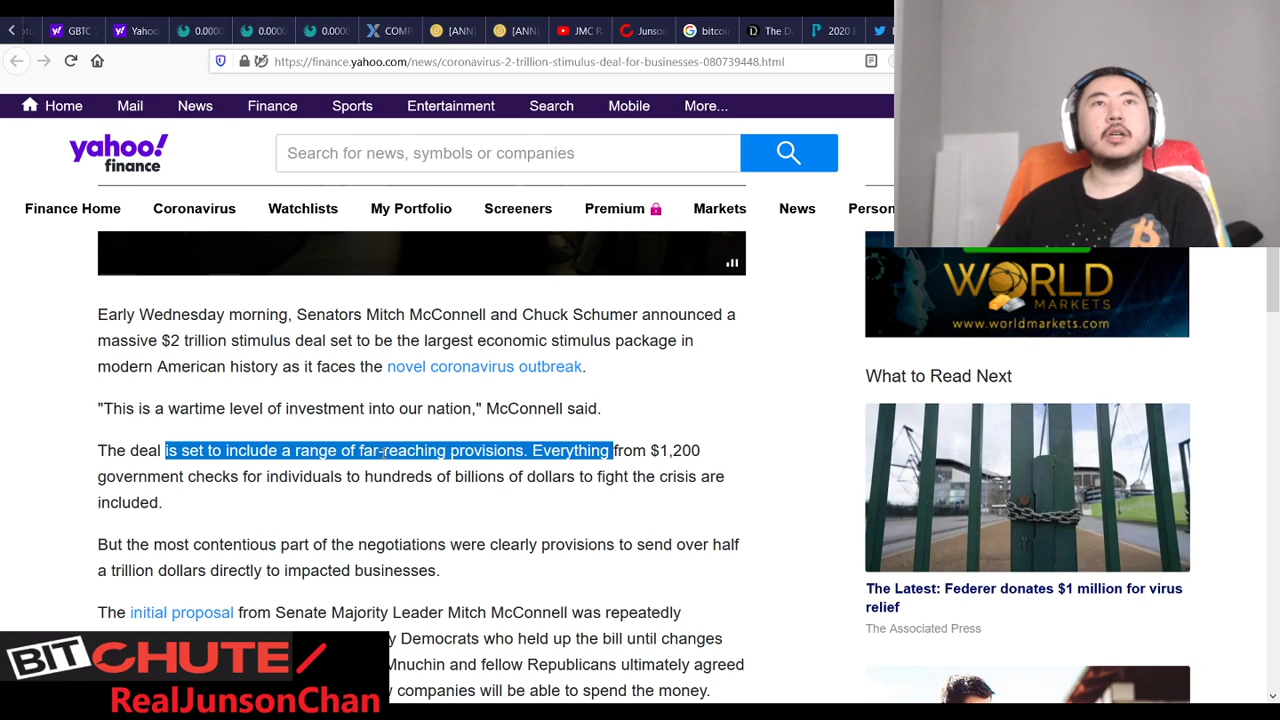 GBTC
Yahoo
0.0000
0.0000
0.0000
COMP
[ANN]
[ANN]
JMC R
Junson
bitcoi
The D
2020 E
https://finance.yahoo.com/news/coronavirus-2-trillion-stimulus-deal-for-businesses-080739448.html
Home Mail News Finance Sports Entertainment Search Mobile More...
yahoo!
finance
Search for news, symbols or companies
Finance Home Coronavirus Watchlists My Portfolio Screeners Premium Markets News Person
WORLD
MARKETS
www.worldmarkets.com
Early Wednesday morning, Senators Mitch McConnell and Chuck Schumer announced a
massive $2 trillion stimulus deal set to be the largest economic stimulus package in
modern American history as it faces the novel coronavirus outbreak.
"This is a wartime level of investment into our nation," McConnell said.
The deal is set to include a range of far-reaching provisions. Everything from $1,200
government checks for individuals to hundreds of billions of dollars to fight the crisis are
included.
But the most contentious part of the negotiations were clearly provisions to send over half
a trillion dollars directly to impacted businesses.
The initial proposal from Senate Majority Leader Mitch McConnell was repeatedly
Democrats who held up the bill until changes
Mnuchin and fellow Republicans ultimately agreed
companies will be able to spend the money.
What to Read Next
The Latest: Federer donates $1 million for virus
relief
The Associated Press
BITCHUTE/
RealJunsonChan